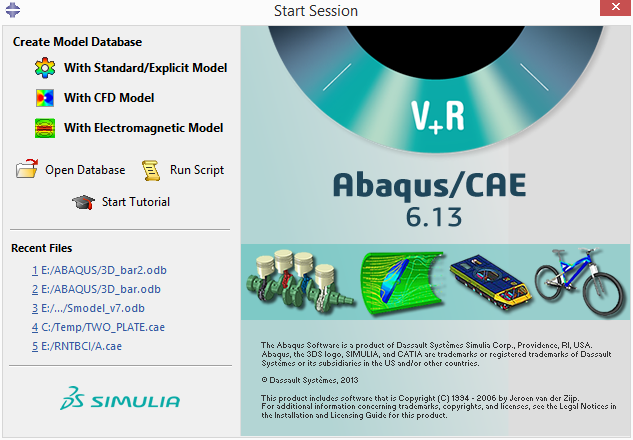 Start Session
Create Model Database
With Standard/Explicit Model
With CFD Model
With Electromagnetic Model
Open Database
Run Script
Start Tutorial
Recent Files
1 E:/ABAQUS/3D_bar2.odb
2 E:/ABAQUS/3D_bar.odb
3 E:/.../Smodel_v7.odb
4 C:/Temp/TWO_PLATE.cae
5 E:/RNTBCI/A.cae
3DS SIMULIA
V+R
Abaqus/CAE
6.13
The Abaqus Software is a product of Dassault Systèmes Simulia Corp., Providence, RI, USA.
Abaqus, the 3DS logo, SIMULIA, and CATIA are trademarks or registered trademarks of Dassault
Systèmes or its subsidiaries in the US and/or other countries.
© Dassault Systèmes, 2013
This product includes software that is Copyright (C) 1994 - 2006 by Jeroen van der Zijp.
For additional information concerning trademarks, copyrights, and licenses, see the Legal Notices in
the Installation and Licensing Guide for this product.